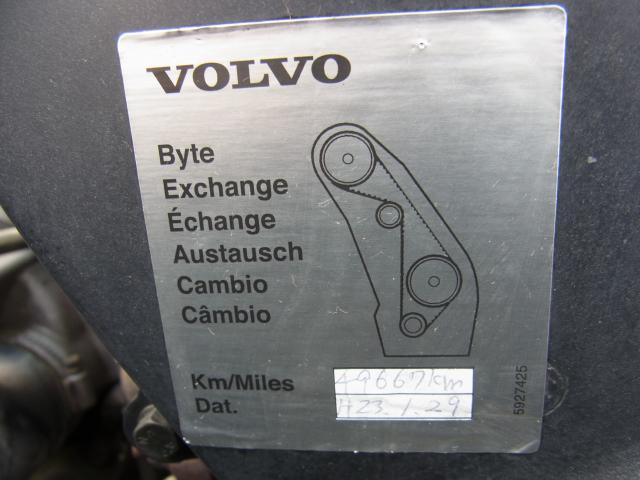 VOLVO
Byte
Exchange
Échange
Austausch
Cambio
Câmbio
Km/Miles 49667km
Dat. H23.1.29
5927425